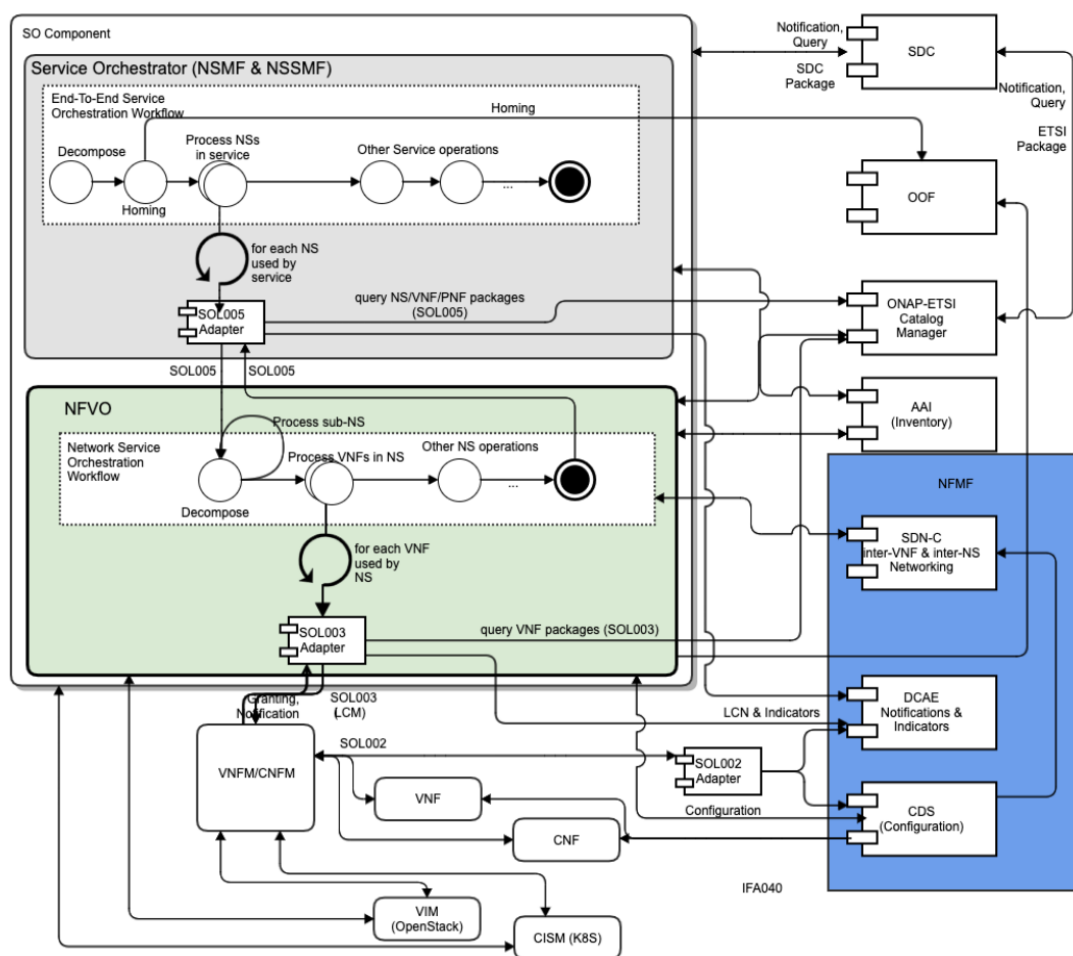 SO Component
Service Orchestrator (NSMF & NSSMF)
End-To-End Service
Orchestration Workflow
Decompose
Homing
Process NSs
in service
Other Service operations
...
Homing
for each NS
used by
service
SOL005
Adapter
query NS/VNF/PNF packages
(SOL005)
SOL005
SOL005
NFVO
Network Service
Orchestration
Workflow
Process sub-NS
Decompose
Process VNFs in NS
Other NS operations
...
for each VNF
used by
NS
SOL003
Adapter
query VNF packages (SOL003)
Granting,
Notification
SOL003
(LCM)
LCN & Indicators
SOL002
VNFM/CNFM
VNF
CNF
SOL002
Adapter
Configuration
VIM
(OpenStack)
CISM (K8S)
Notification,
Query
SDC
Package
SDC
Notification,
Query
ETSI
Package
OOF
ONAP-ETSI
Catalog
Manager
AAI
(Inventory)
NFMF
SDN-C
inter-VNF & inter-NS
Networking
DCAE
Notifications &
Indicators
CDS
(Configuration)
IFA040